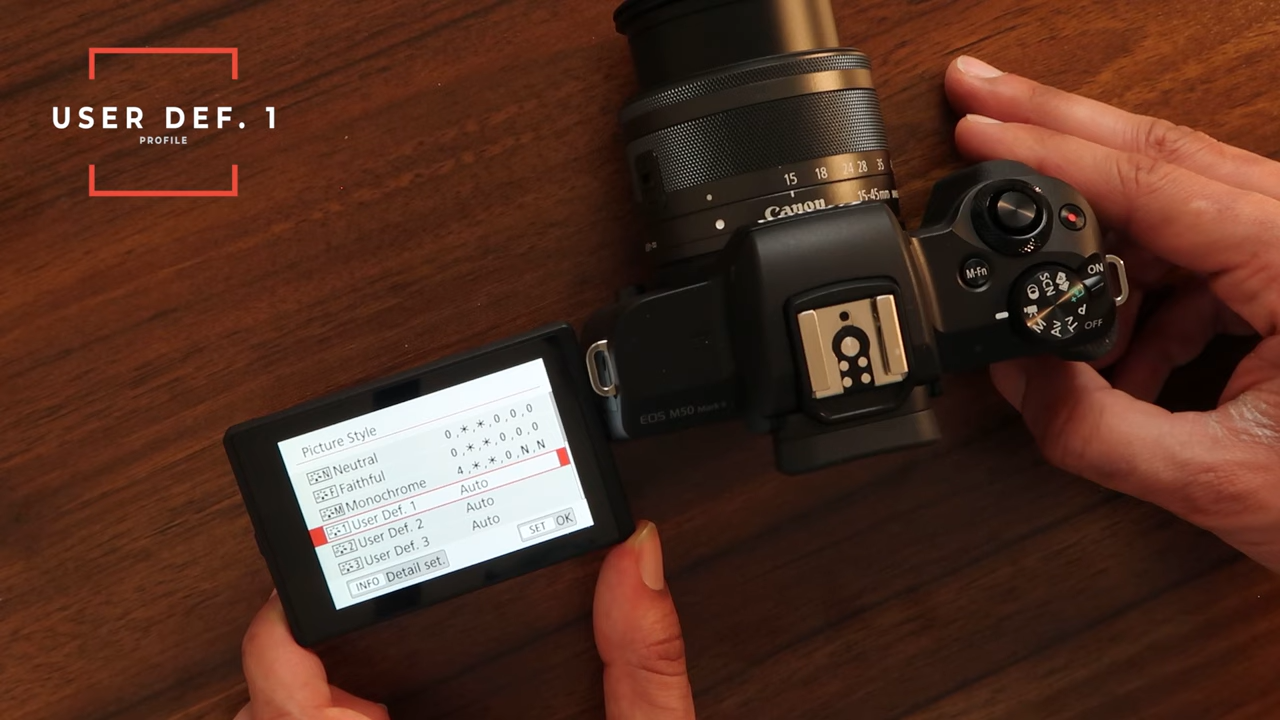 USER DEF. 1
PROFILE
15 18 24 28 35
Canon
15-45mm
M-Fn
ON
SCN
P
Tv
Av
M
OFF
EOS M50 Mark II
Picture Style
Neutral 0,*,*,0,0,0
Faithful 0,*,*,0,0,0
Monochrome 4,*,*,0,N,N
User Def. 1 Auto
User Def. 2 Auto
User Def. 3 Auto
INFO Detail set.
SET OK